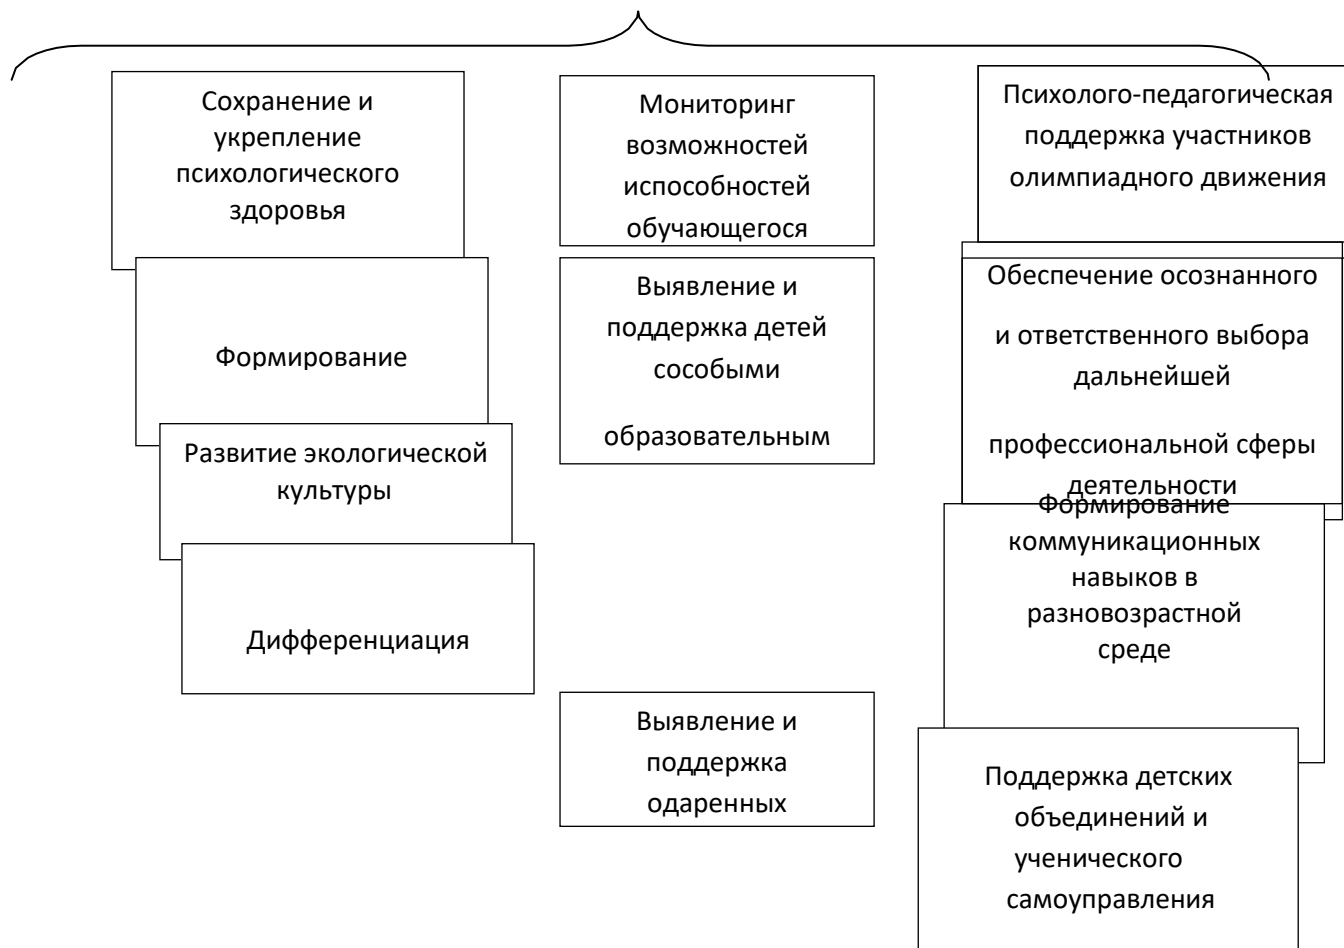 Сохранение и
укрепление
психологического
здоровья
Формирование
Развитие экологической
культуры
Дифференциация
Мониторинг
возможностей
испособностей
обучающегося
Выявление и
поддержка детей
сособыми
образовательным
Выявление и
поддержка
одаренных
Психолого-педагогическая
поддержка участников
олимпиадного движения
Обеспечение осознанного
и ответственного выбора
дальнейшей
профессиональной сферы
деятельности
Формирование
коммуникационных
навыков в
разновозрастной
среде
Поддержка детских
объединений и
ученического
самоуправления